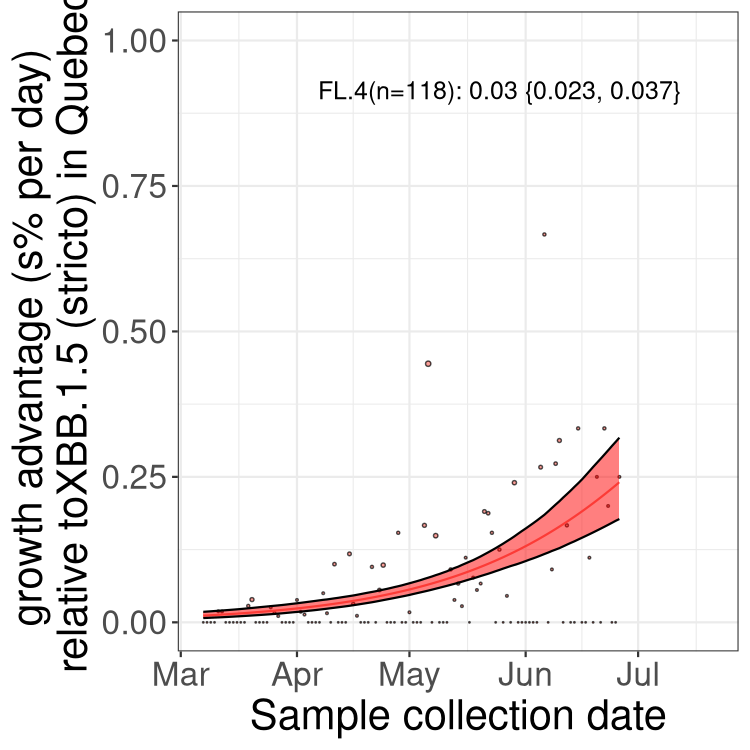 growth advantage (s% per day)
relative toXBB.1.5 (stricto) in Quebec
1.00
0.75
0.50
0.25
0.00
FL.4(n=118): 0.03 {0.023, 0.037}
Mar Apr May Jun Jul
Sample collection date